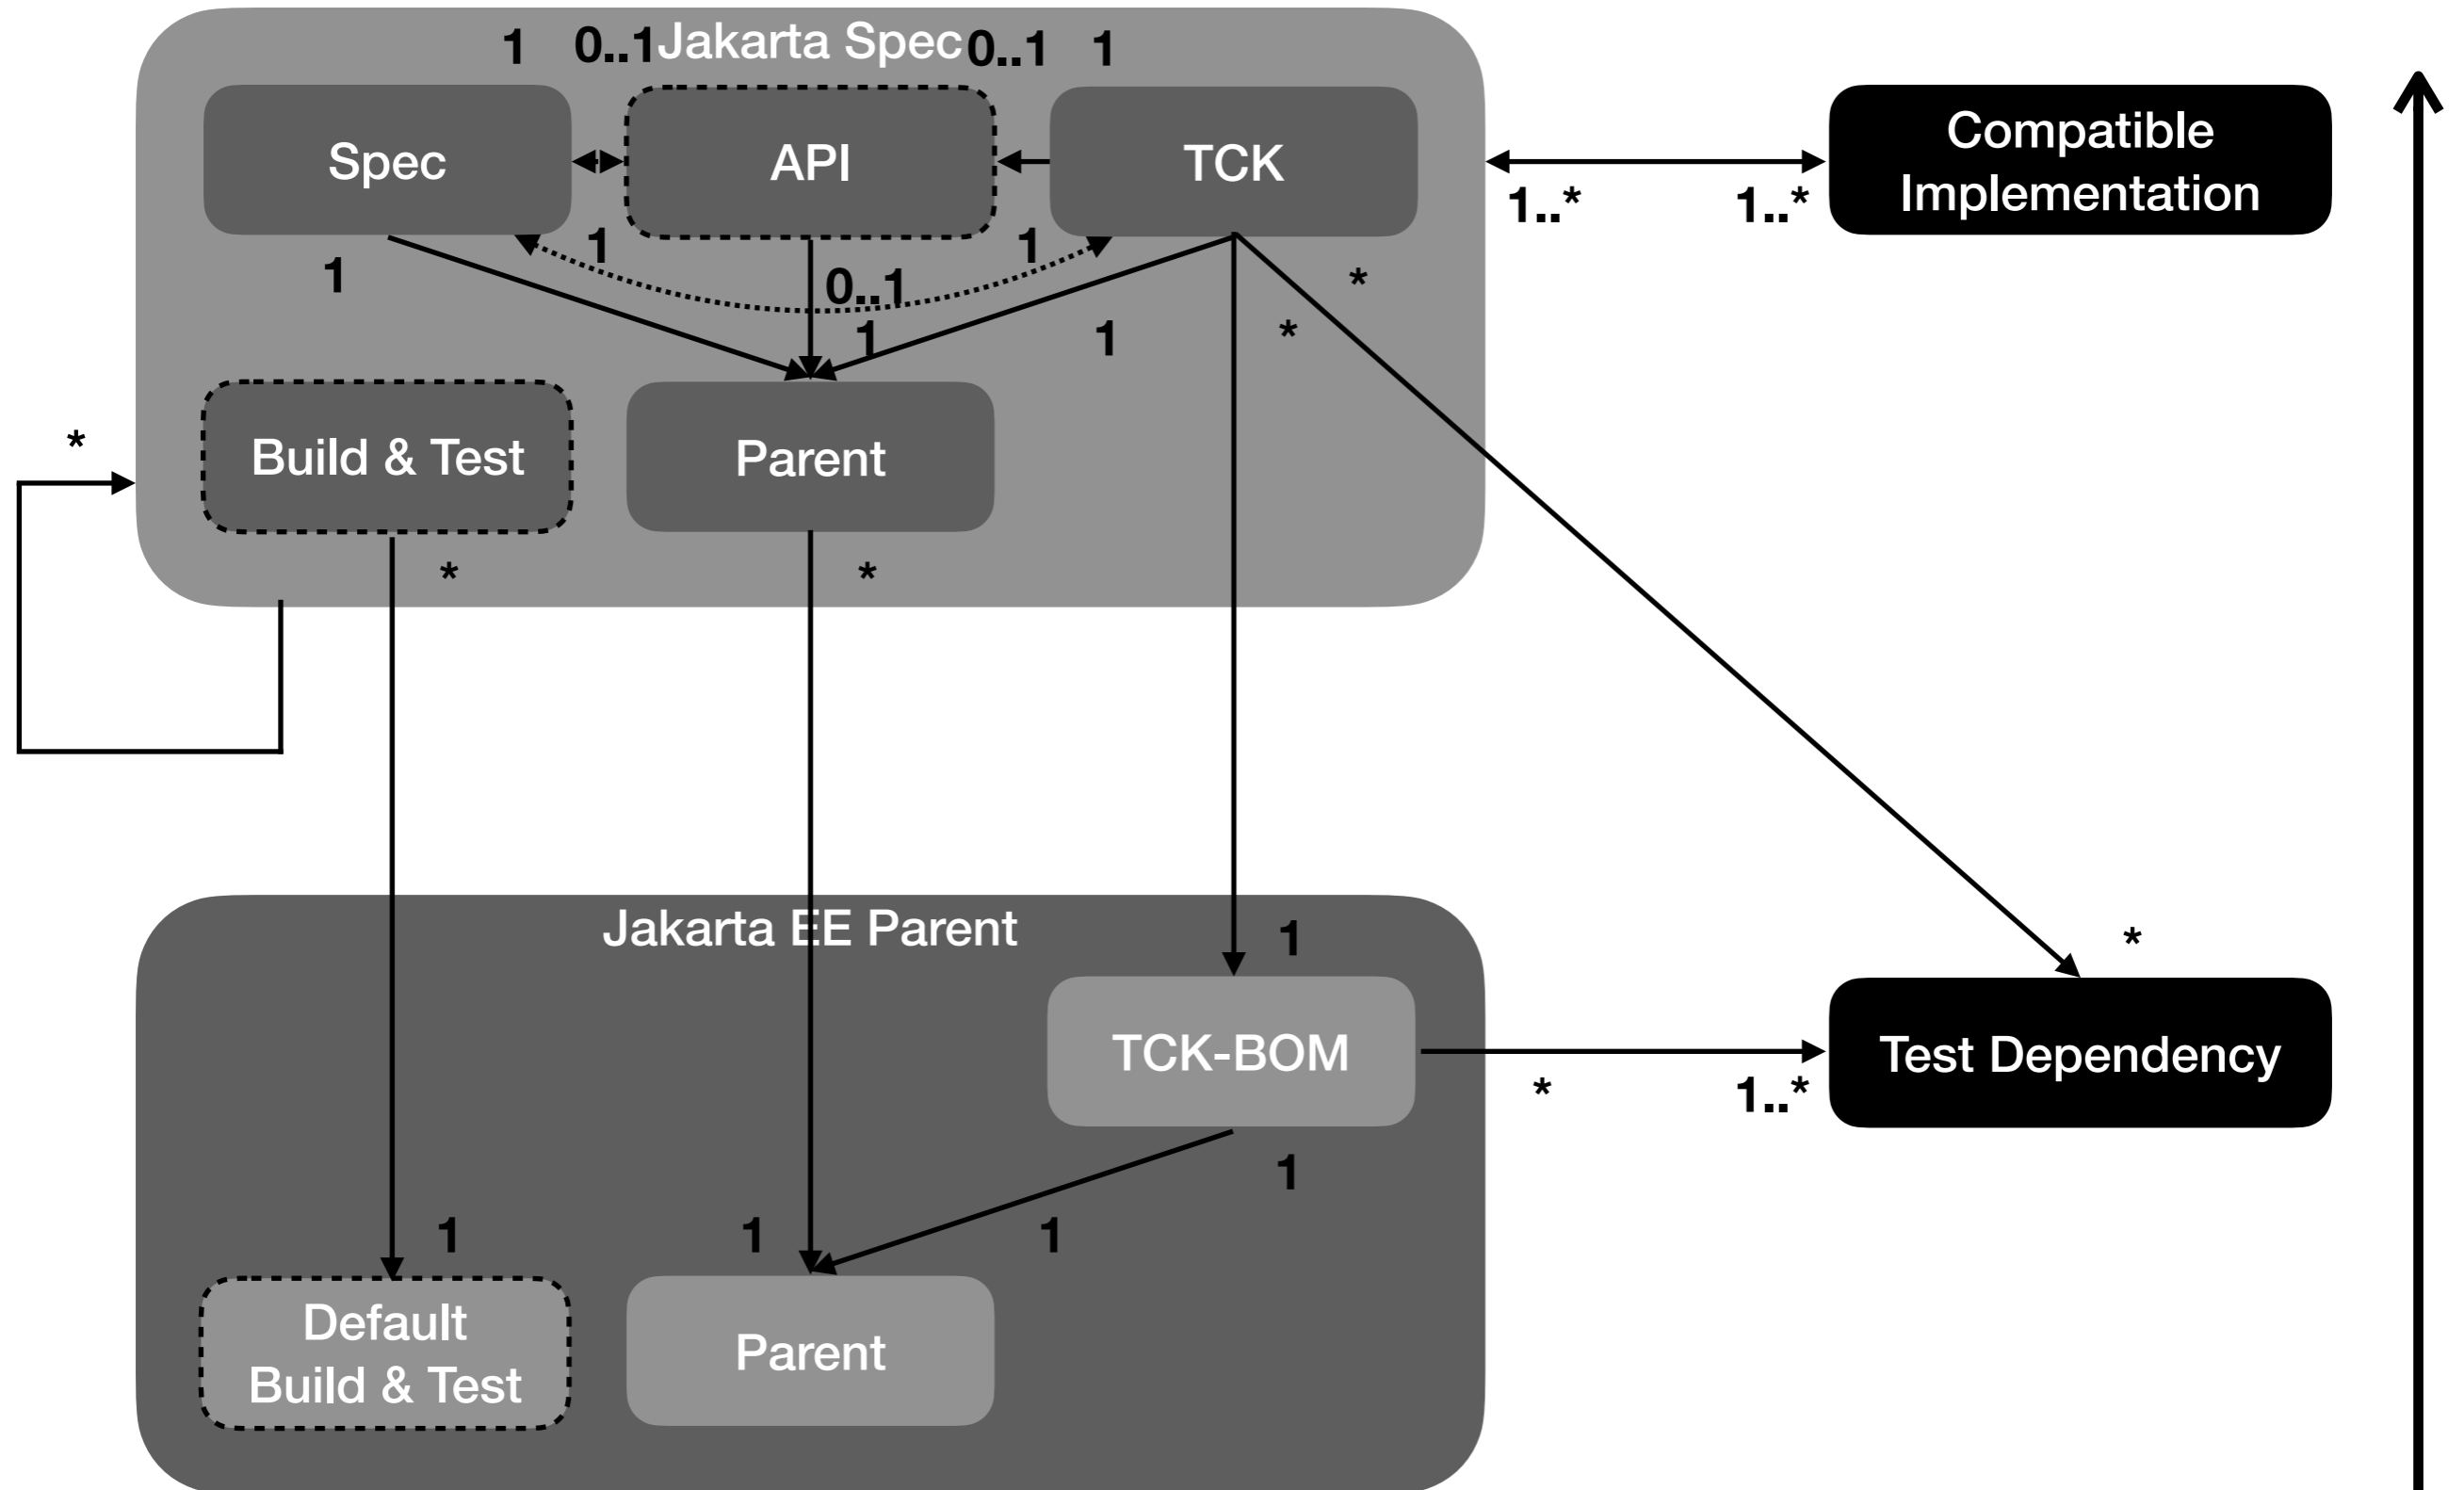 1 0..1 Jakarta Spec 0..1 1
Spec
API
TCK
Compatible
Implementation
1..* 1..*
1 1 1
0..1
*
1 1 *
*
Build & Test
Parent
* *
Jakarta EE Parent
1 *
TCK-BOM
Test Dependency
* 1..*
1
1 1 1
Default
Build & Test
Parent